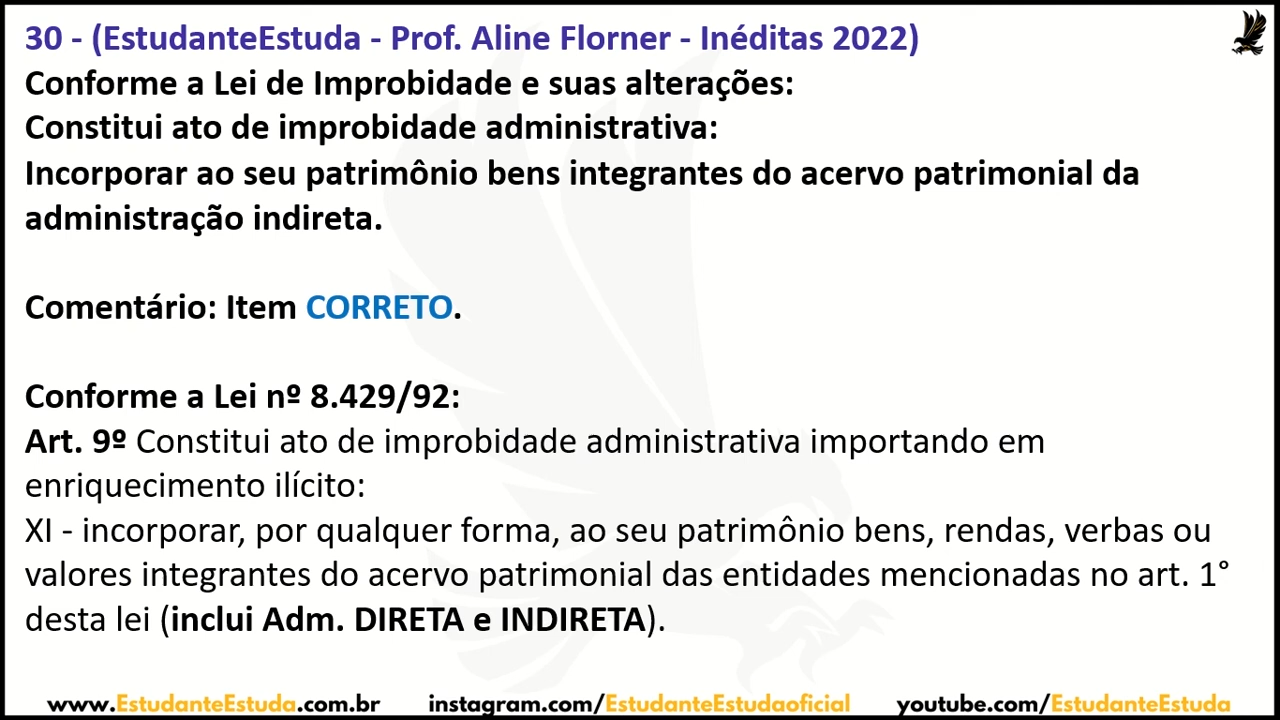 30 - (EstudanteEstuda - Prof. Aline Florner - Inéditas 2022)
Conforme a Lei de Improbidade e suas alterações:
Constitui ato de improbidade administrativa:
Incorporar ao seu patrimônio bens integrantes do acervo patrimonial da
administração indireta.
Comentário: Item CORRETO.
Conforme a Lei nº 8.429/92:
Art. 9º Constitui ato de improbidade administrativa importando em
enriquecimento ilícito:
XI - incorporar, por qualquer forma, ao seu patrimônio bens, rendas, verbas ou
valores integrantes do acervo patrimonial das entidades mencionadas no art. 1°
desta lei (inclui Adm. DIRETA e INDIRETA).
www.EstudanteEstuda.com.br instagram.com/EstudanteEstudaoficial youtube.com/EstudanteEstuda